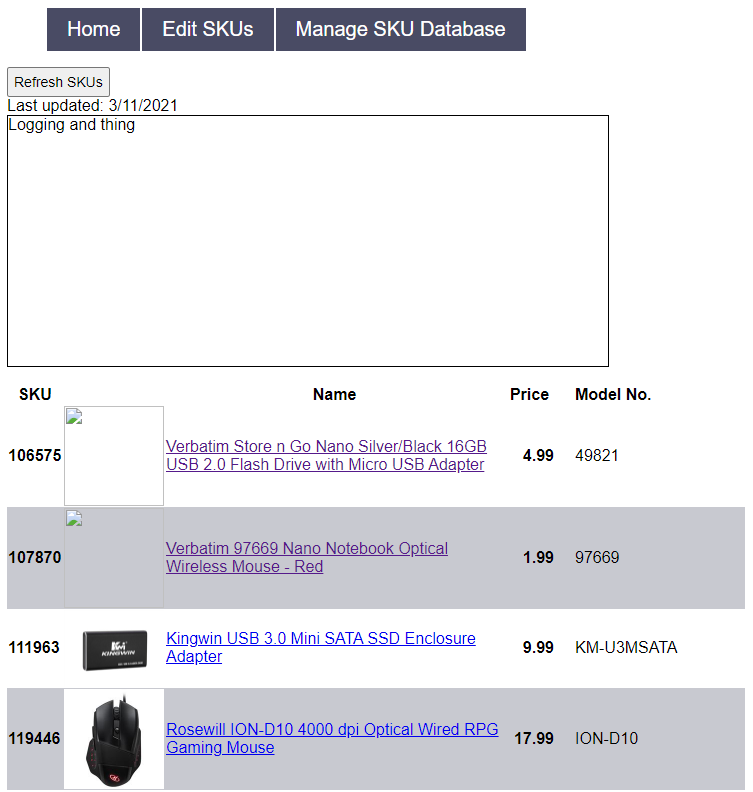 Home Edit SKUs Manage SKU Database
Refresh SKUs
Last updated: 3/11/2021
Logging and thing
SKU Name Price Model No.
106575 Verbatim Store n Go Nano Silver/Black 16GB
USB 2.0 Flash Drive with Micro USB Adapter 4.99 49821
107870 Verbatim 97669 Nano Notebook Optical
Wireless Mouse - Red 1.99 97669
KM
KINGWIN
111963 Kingwin USB 3.0 Mini SATA SSD Enclosure
Adapter 9.99 KM-U3MSATA
119446 Rosewill ION-D10 4000 dpi Optical Wired RPG
Gaming Mouse 17.99 ION-D10